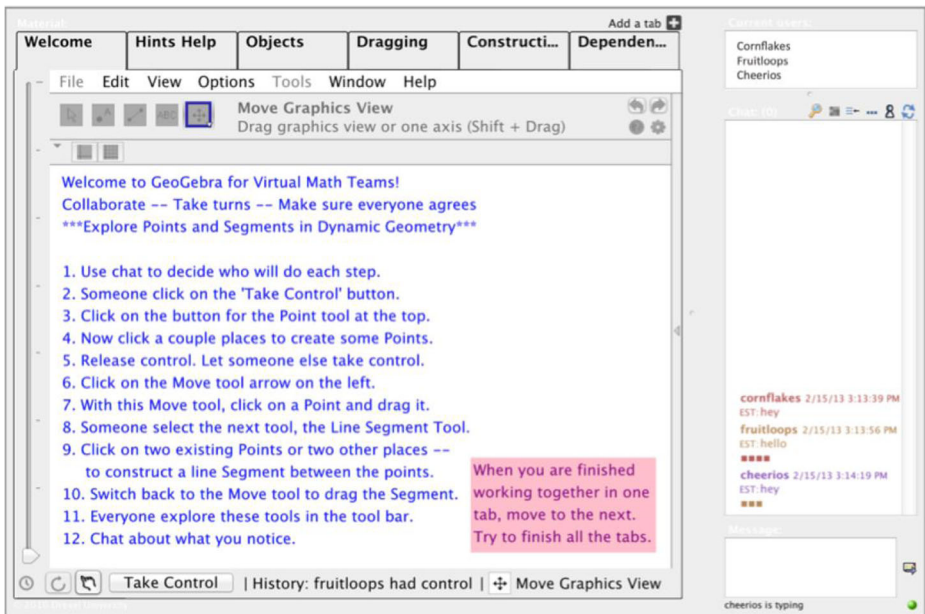 Material:
Add a tab
Welcome
Hints Help
Objects
Dragging
Constructi...
Dependen...
File Edit View Options Tools Window Help
ABC
Move Graphics View
Drag graphics view or one axis (Shift + Drag)
Welcome to GeoGebra for Virtual Math Teams!
Collaborate -- Take turns -- Make sure everyone agrees
***Explore Points and Segments in Dynamic Geometry***
1. Use chat to decide who will do each step.
2. Someone click on the 'Take Control' button.
3. Click on the button for the Point tool at the top.
4. Now click a couple places to create some Points.
5. Release control. Let someone else take control.
6. Click on the Move tool arrow on the left.
7. With this Move tool, click on a Point and drag it.
8. Someone select the next tool, the Line Segment Tool.
9. Click on two existing Points or two other places --
to construct a line Segment between the points.
10. Switch back to the Move tool to drag the Segment.
11. Everyone explore these tools in the tool bar.
12. Chat about what you notice.
When you are finished
working together in one
tab, move to the next.
Try to finish all the tabs.
Take Control | History: fruitloops had control | Move Graphics View
© 2010 Drexel University
Current users:
Cornflakes
Fruitloops
Cheerios
Chat: (0)
cornflakes 2/15/13 3:13:39 PM
EST: hey
fruitloops 2/15/13 3:13:56 PM
EST: hello
cheerios 2/15/13 3:14:19 PM
EST: hey
Message:
cheerios is typing